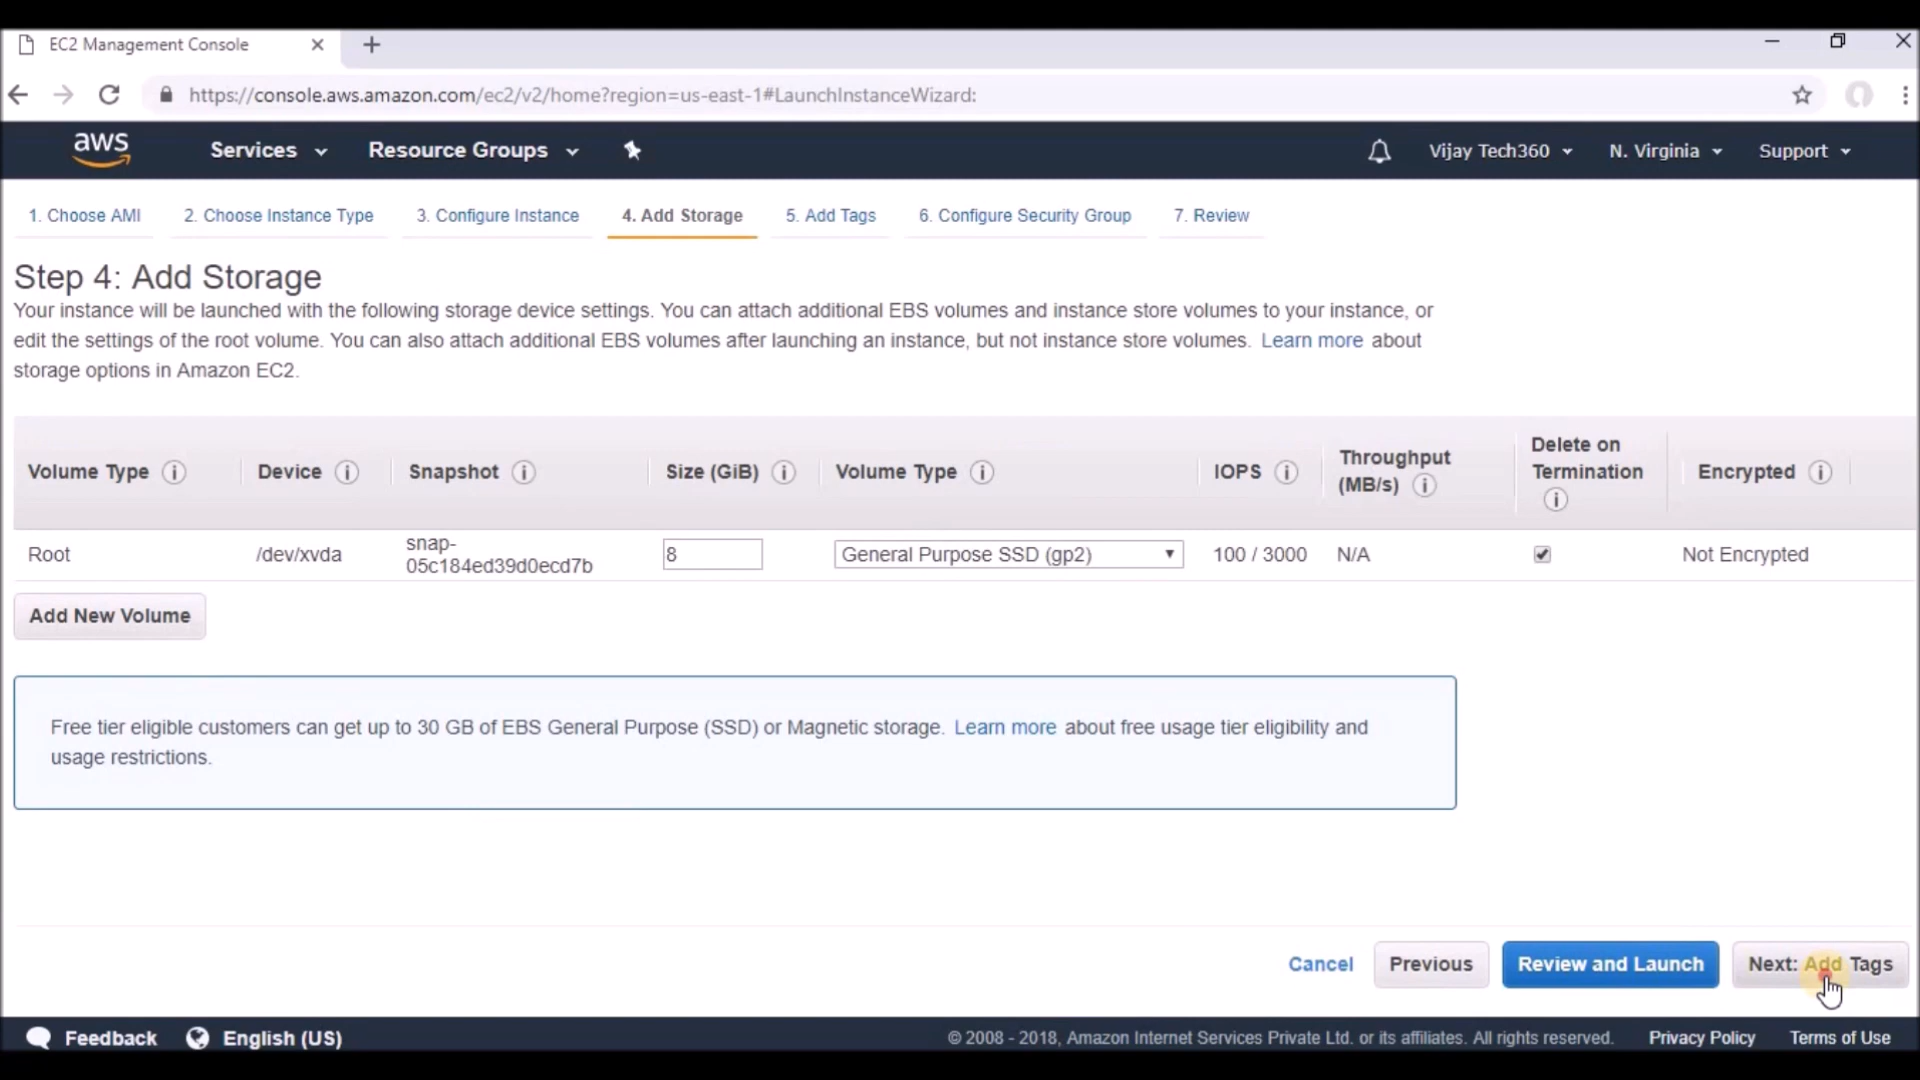 EC2 Management Console
https://console.aws.amazon.com/ec2/v2/home?region=us-east-1#LaunchInstanceWizard:
aws Services Resource Groups Vijay Tech360 N. Virginia Support
1. Choose AMI 2. Choose Instance Type 3. Configure Instance 4. Add Storage 5. Add Tags 6. Configure Security Group 7. Review
Step 4: Add Storage
Your instance will be launched with the following storage device settings. You can attach additional EBS volumes and instance store volumes to your instance, or
edit the settings of the root volume. You can also attach additional EBS volumes after launching an instance, but not instance store volumes. Learn more about
storage options in Amazon EC2.
Volume Type Device Snapshot Size (GiB) Volume Type IOPS Throughput (MB/s) Delete on Termination Encrypted
Root /dev/xvda snap-05c184ed39d0ecd7b 8 General Purpose SSD (gp2) 100 / 3000 N/A Not Encrypted
Add New Volume
Free tier eligible customers can get up to 30 GB of EBS General Purpose (SSD) or Magnetic storage. Learn more about free usage tier eligibility and
usage restrictions.
Cancel Previous Review and Launch Next: Add Tags
Feedback English (US) © 2008 - 2018, Amazon Internet Services Private Ltd. or its affiliates. All rights reserved. Privacy Policy Terms of Use